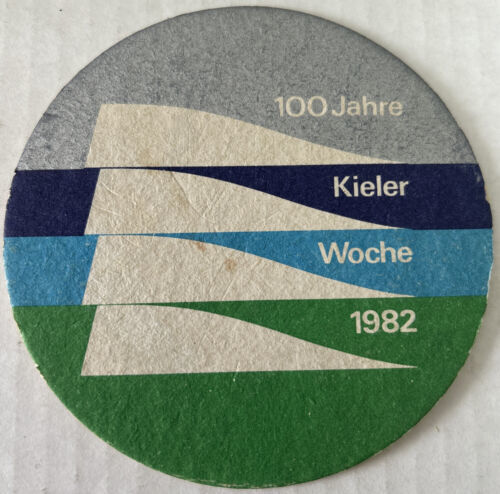 100 Jahre
Kieler
Woche
1982